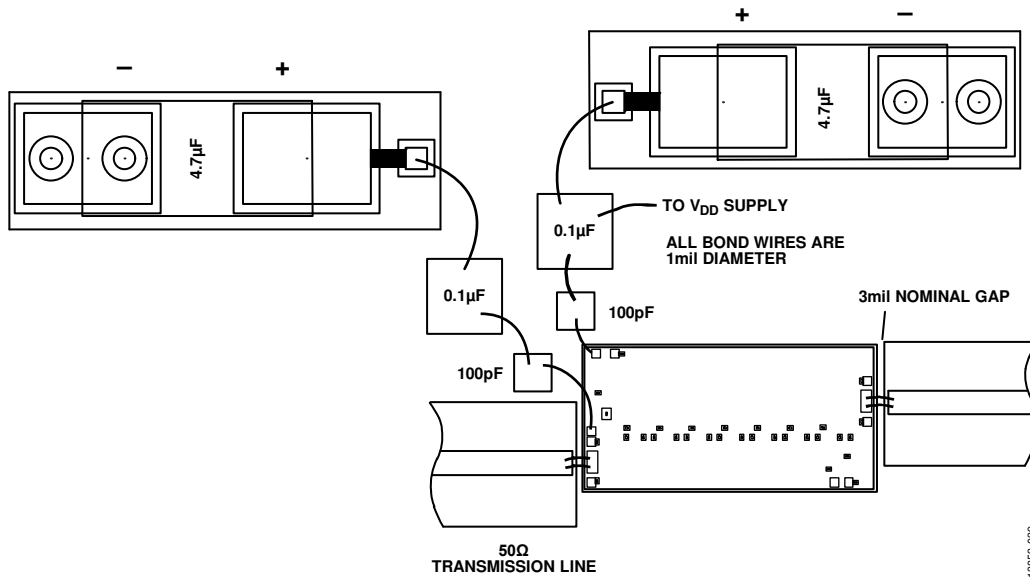 + −
− +
4.7µF
4.7µF
TO VDD SUPPLY
0.1µF
ALL BOND WIRES ARE
1mil DIAMETER
0.1µF
3mil NOMINAL GAP
100pF
100pF
50Ω
TRANSMISSION LINE